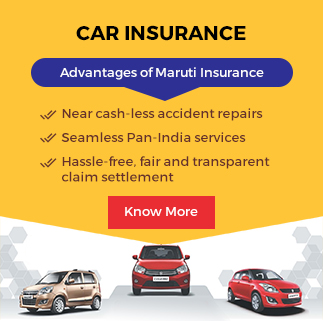 CAR INSURANCE
Advantages of Maruti Insurance
Near cash-less accident repairs
Seamless Pan-India services
Hassle-free, fair and transparent
claim settlement
Know More